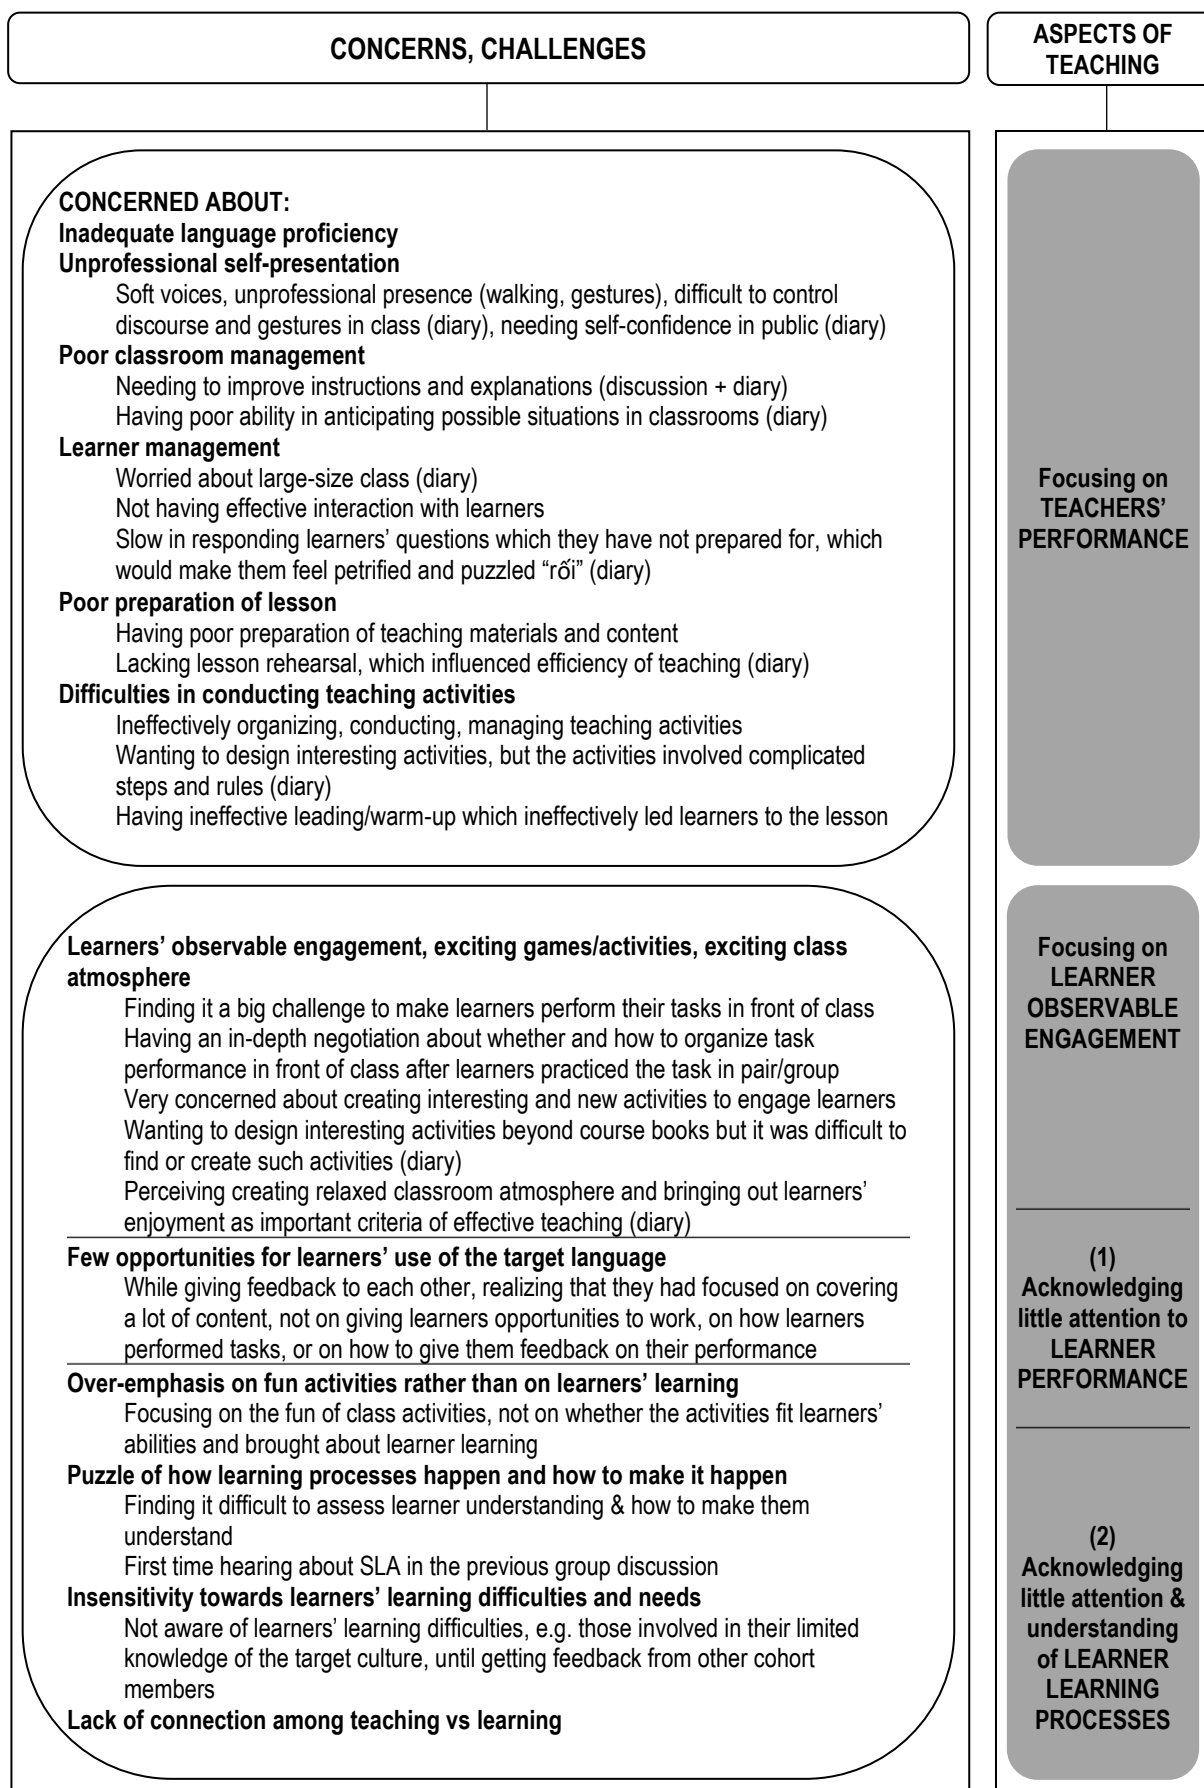 CONCERNS, CHALLENGES
ASPECTS OF
TEACHING
CONCERNED ABOUT:
Inadequate language proficiency
Unprofessional self-presentation
Soft voices, unprofessional presence (walking, gestures), difficult to control
discourse and gestures in class (diary), needing self-confidence in public (diary)
Poor classroom management
Needing to improve instructions and explanations (discussion + diary)
Having poor ability in anticipating possible situations in classrooms (diary)
Learner management
Worried about large-size class (diary)
Not having effective interaction with learners
Slow in responding learners’ questions which they have not prepared for, which
would make them feel petrified and puzzled “rối” (diary)
Poor preparation of lesson
Having poor preparation of teaching materials and content
Lacking lesson rehearsal, which influenced efficiency of teaching (diary)
Difficulties in conducting teaching activities
Ineffectively organizing, conducting, managing teaching activities
Wanting to design interesting activities, but the activities involved complicated
steps and rules (diary)
Having ineffective leading/warm-up which ineffectively led learners to the lesson
Focusing on
TEACHERS’
PERFORMANCE
Learners’ observable engagement, exciting games/activities, exciting class
atmosphere
Finding it a big challenge to make learners perform their tasks in front of class
Having an in-depth negotiation about whether and how to organize task
performance in front of class after learners practiced the task in pair/group
Very concerned about creating interesting and new activities to engage learners
Wanting to design interesting activities beyond course books but it was difficult to
find or create such activities (diary)
Perceiving creating relaxed classroom atmosphere and bringing out learners’
enjoyment as important criteria of effective teaching (diary)
Focusing on
LEARNER
OBSERVABLE
ENGAGEMENT
Few opportunities for learners’ use of the target language
While giving feedback to each other, realizing that they had focused on covering
a lot of content, not on giving learners opportunities to work, on how learners
performed tasks, or on how to give them feedback on their performance
(1)
Acknowledging
little attention to
LEARNER
PERFORMANCE
Over-emphasis on fun activities rather than on learners’ learning
Focusing on the fun of class activities, not on whether the activities fit learners’
abilities and brought about learner learning
Puzzle of how learning processes happen and how to make it happen
Finding it difficult to assess learner understanding & how to make them
understand
First time hearing about SLA in the previous group discussion
Insensitivity towards learners’ learning difficulties and needs
Not aware of learners’ learning difficulties, e.g. those involved in their limited
knowledge of the target culture, until getting feedback from other cohort
members
Lack of connection among teaching vs learning
(2)
Acknowledging
little attention &
understanding
of LEARNER
LEARNING
PROCESSES